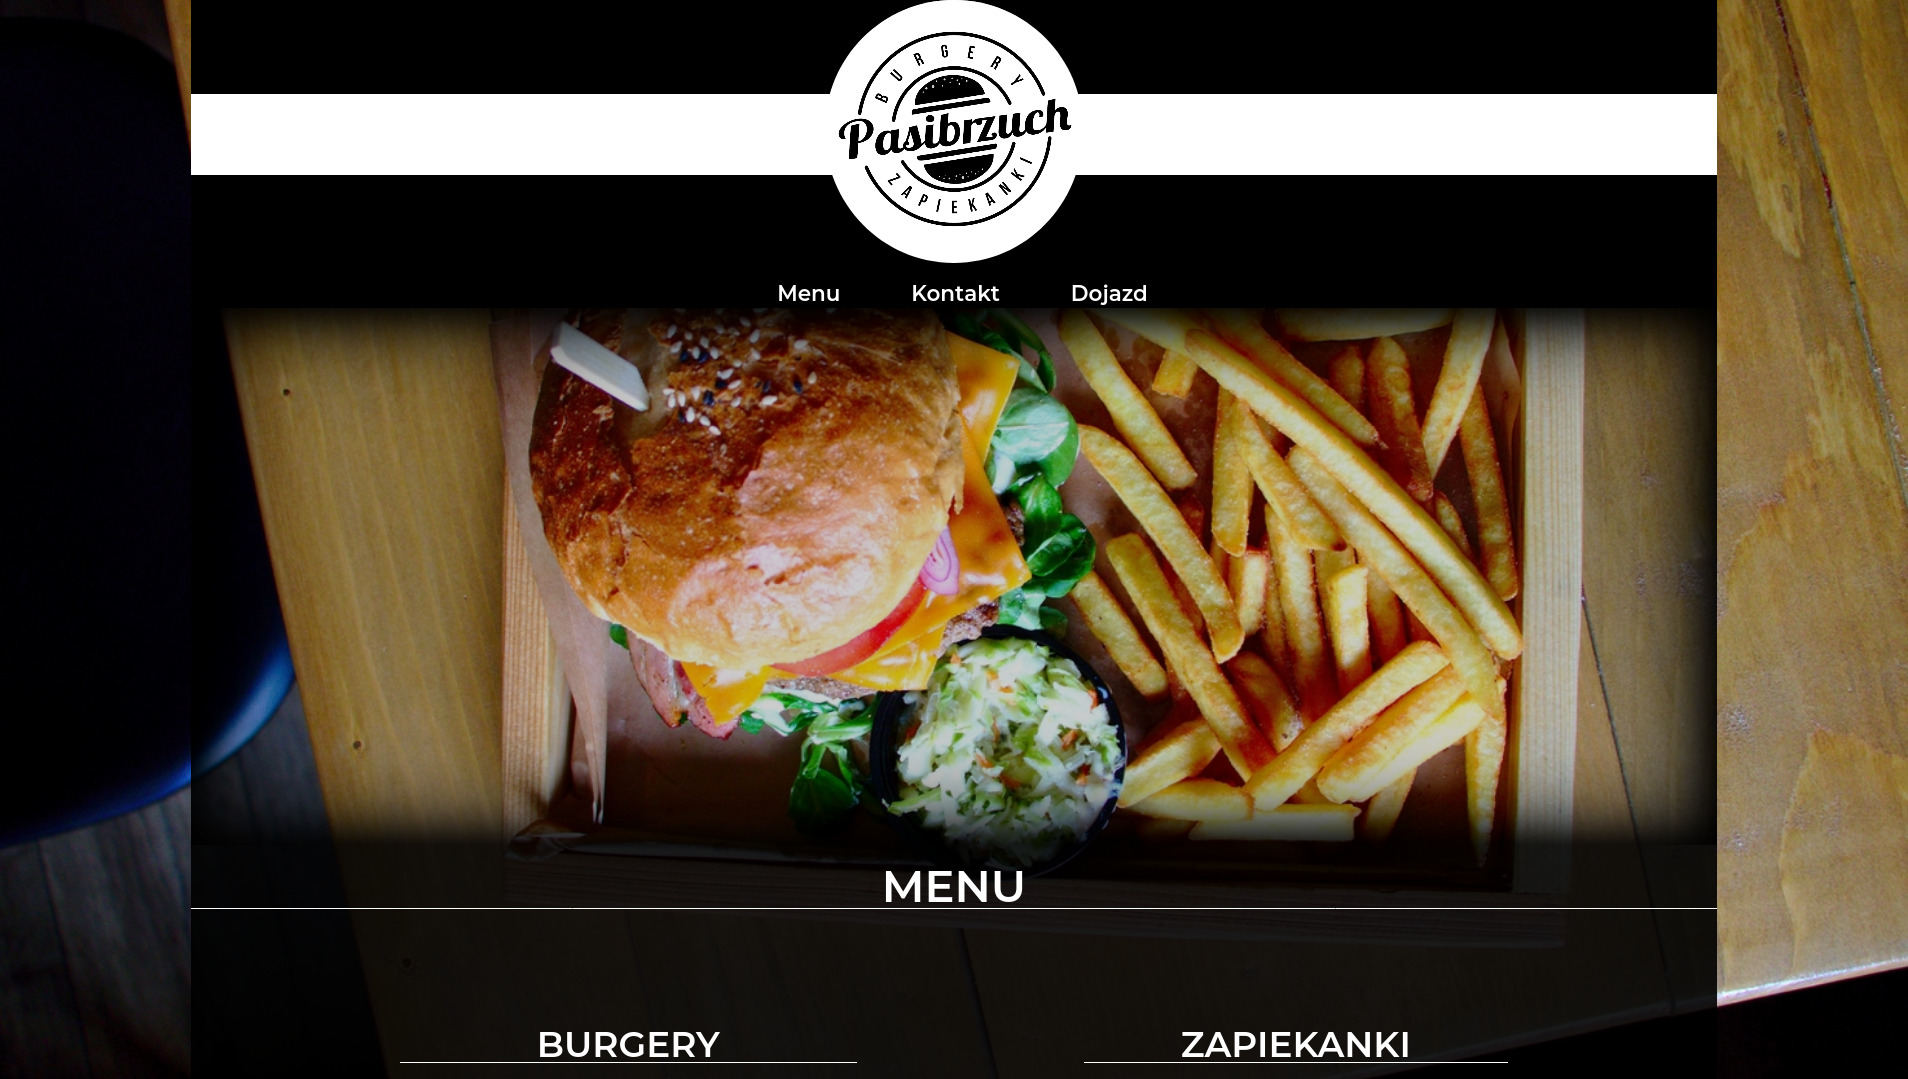 BURGERY
Pasibrzuch
ZAPIEKANKI
Menu Kontakt Dojazd
MENU
BURGERY ZAPIEKANKI